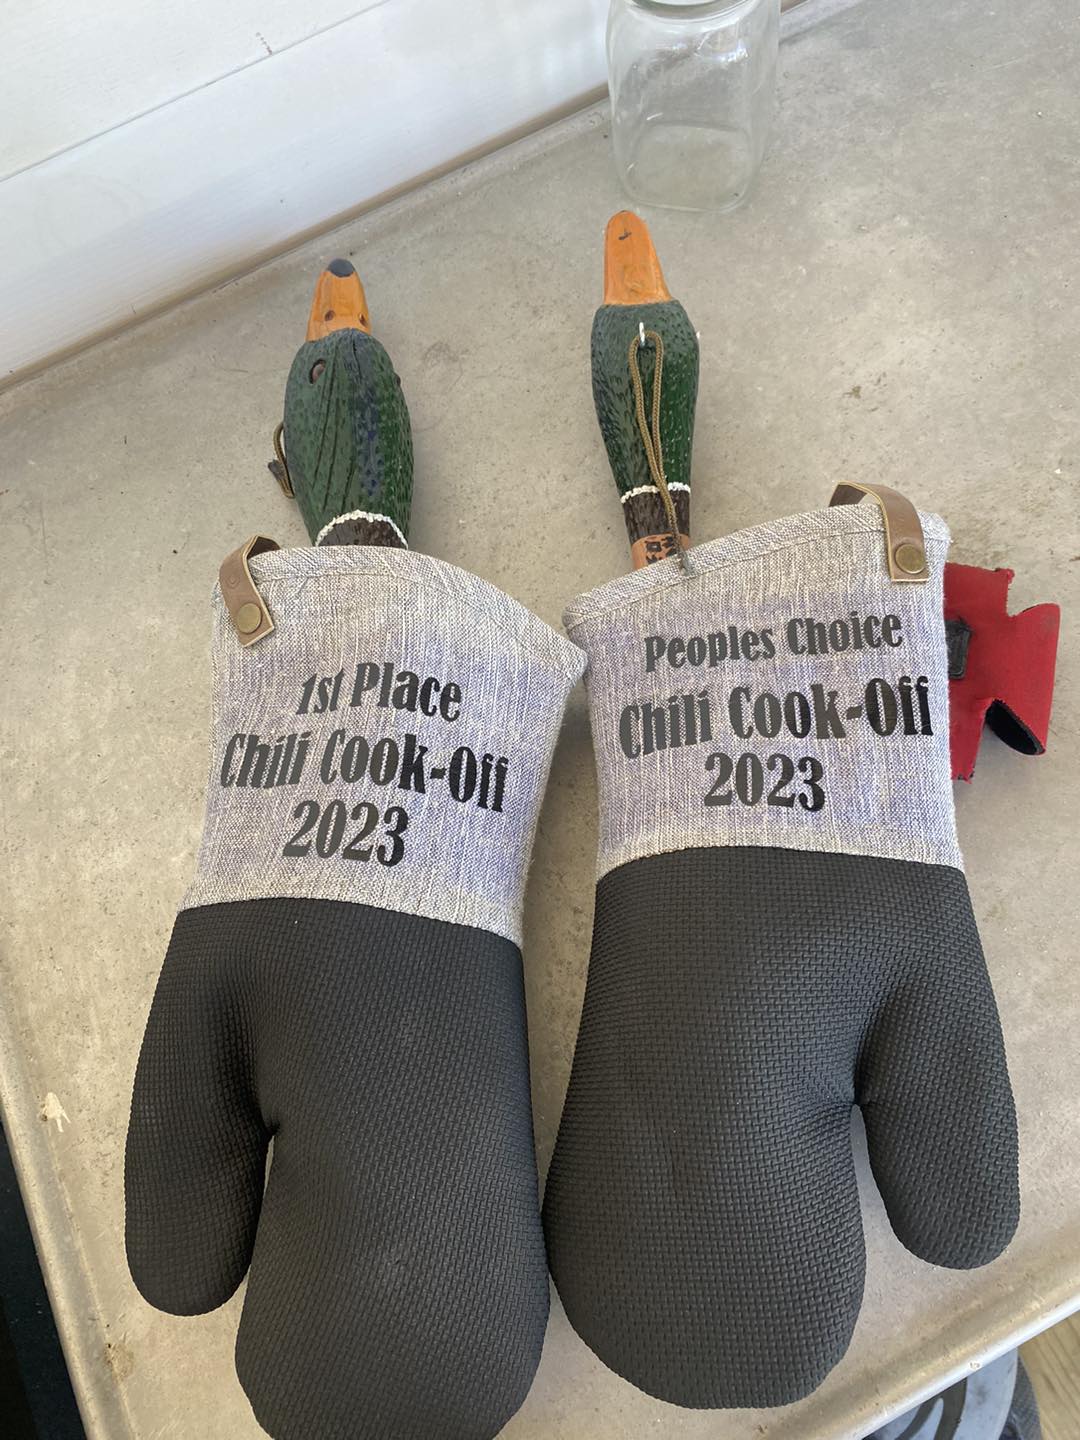 1st Place
Chili Cook-Off
2023
Peoples Choice
Chili Cook-Off
2023